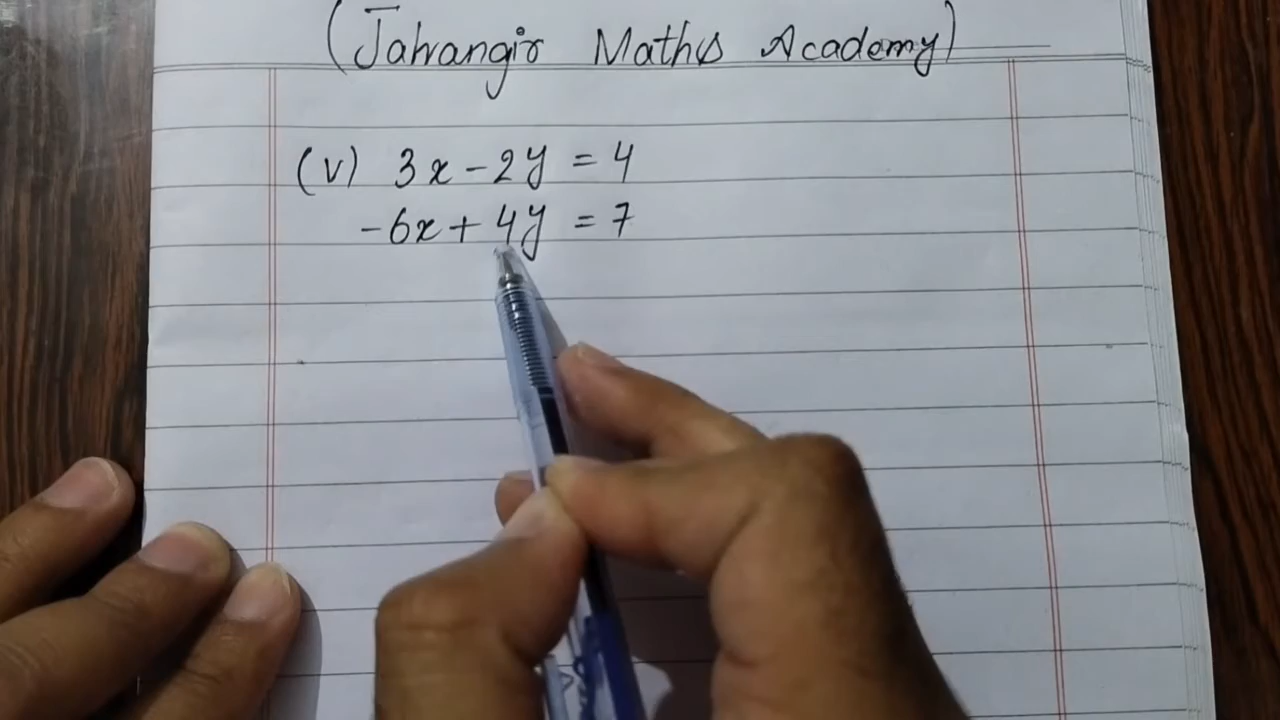 (Jahangir Maths Academy)
(v) 3x - 2y = 4
-6x + 4y = 7